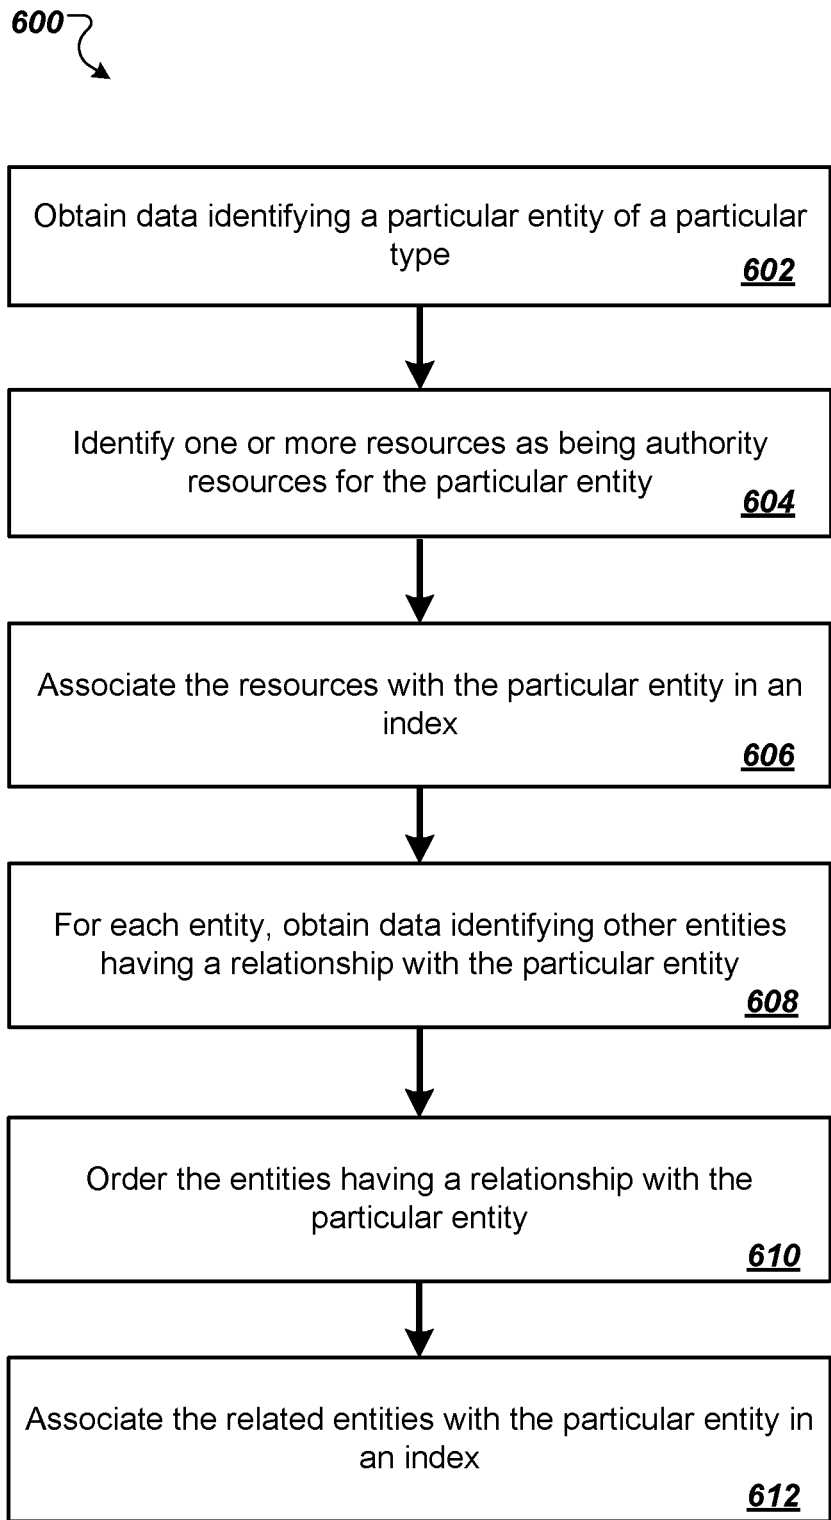 600
Obtain data identifying a particular entity of a particular
type
602
Identify one or more resources as being authority
resources for the particular entity
604
Associate the resources with the particular entity in an
index
606
For each entity, obtain data identifying other entities
having a relationship with the particular entity
608
Order the entities having a relationship with the
particular entity
610
Associate the related entities with the particular entity in
an index
612